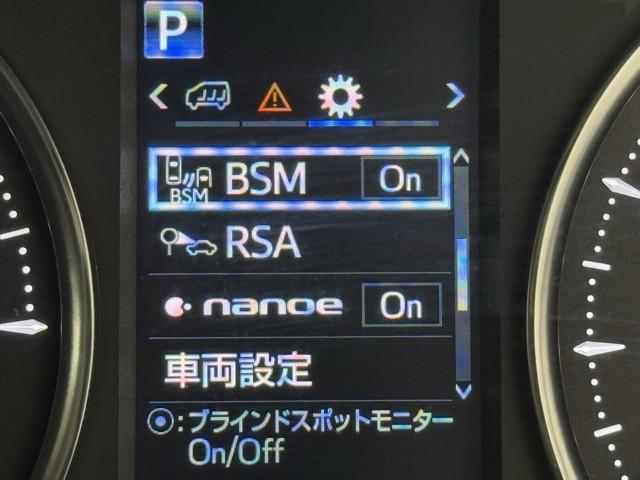 P
BSM BSM On
RSA
nanoe On
車両設定
:ブラインドスポットモニター
On/Off